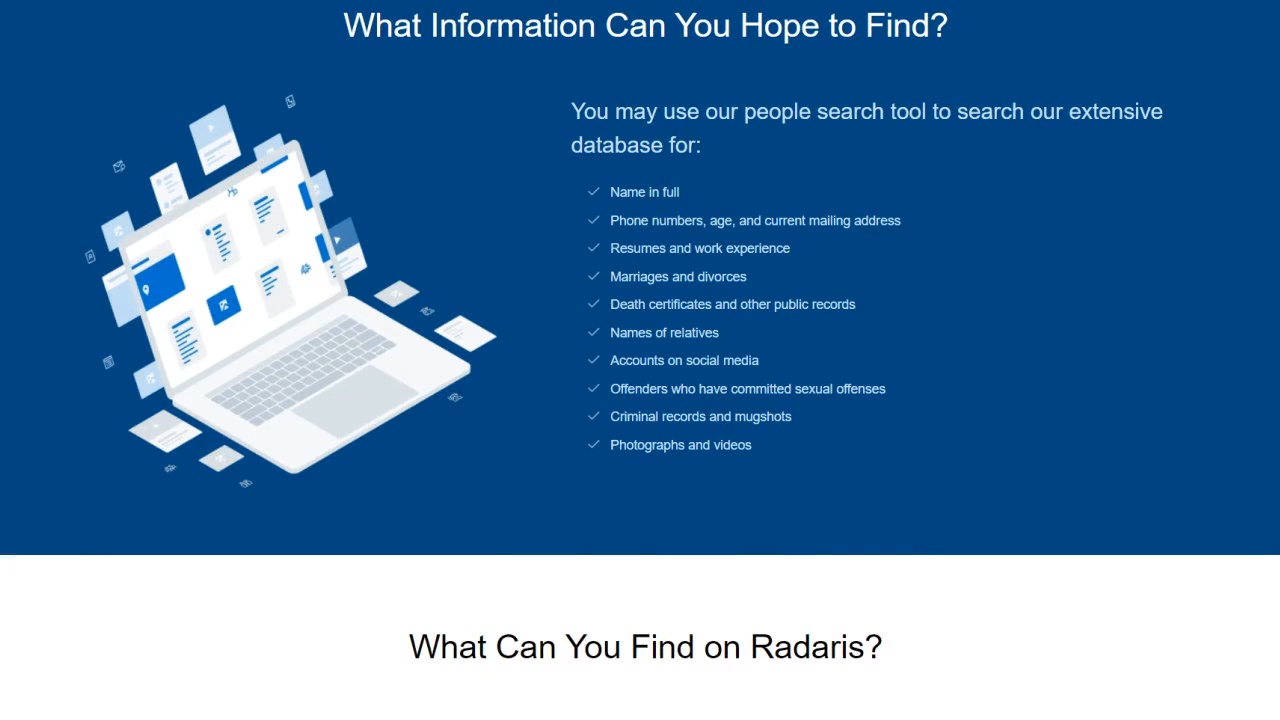 What Information Can You Hope to Find?
You may use our people search tool to search our extensive
database for:
Name in full
Phone numbers, age, and current mailing address
Resumes and work experience
Marriages and divorces
Death certificates and other public records
Names of relatives
Accounts on social media
Offenders who have committed sexual offenses
Criminal records and mugshots
Photographs and videos
What Can You Find on Radaris?